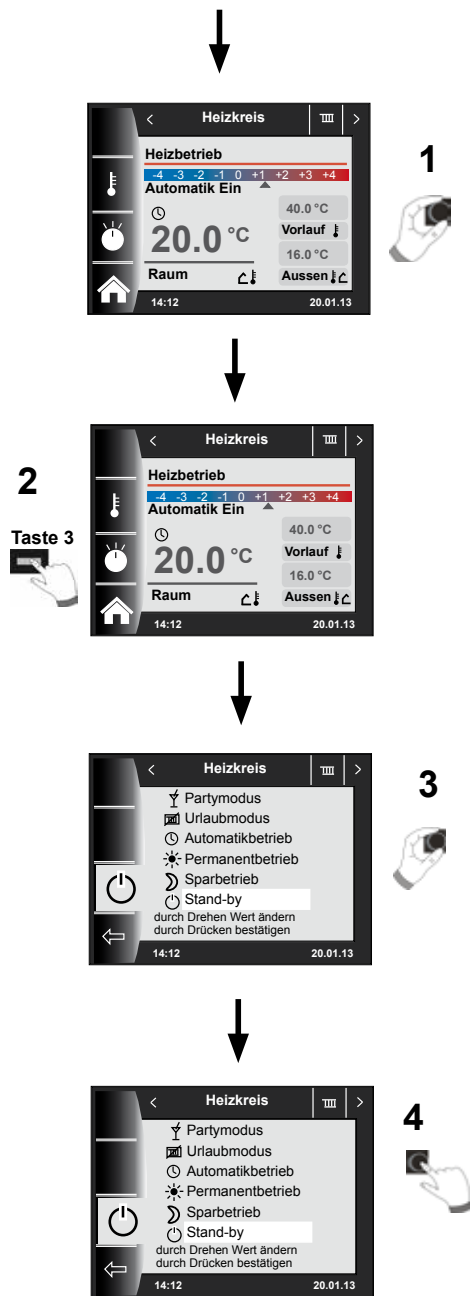 < Heizkreis >
1
Heizbetrieb
-4 -3 -2 -1 0 +1 +2 +3 +4
Automatik Ein
40.0 °C
20.0 °C
Vorlauf
16.0 °C
Raum
Aussen
14:12 20.01.13
< Heizkreis >
2
Heizbetrieb
-4 -3 -2 -1 0 +1 +2 +3 +4
Automatik Ein
Taste 3
40.0 °C
20.0 °C
Vorlauf
16.0 °C
Raum
Aussen
14:12 20.01.13
< Heizkreis >
3
Partymodus
Urlaubmodus
Automatikbetrieb
Permanentbetrieb
Sparbetrieb
Stand-by
durch Drehen Wert ändern
durch Drücken bestätigen
14:12 20.01.13
< Heizkreis >
4
Partymodus
Urlaubmodus
Automatikbetrieb
Permanentbetrieb
Sparbetrieb
Stand-by
durch Drehen Wert ändern
durch Drücken bestätigen
14:12 20.01.13